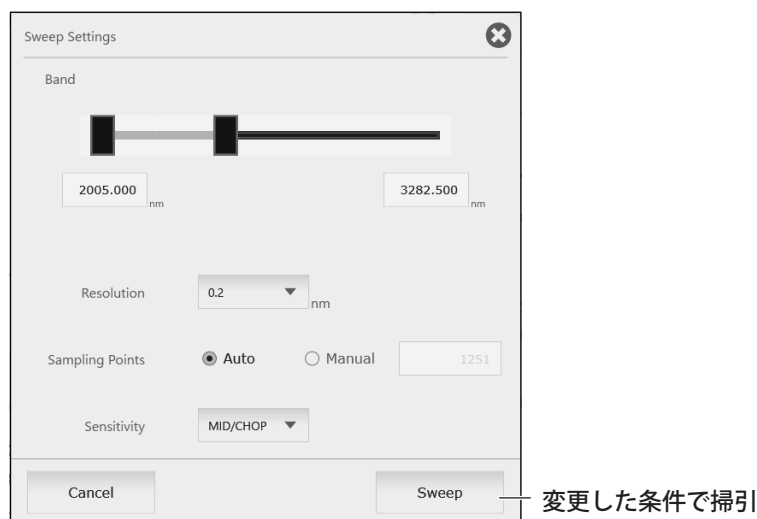 Sweep Settings
Band
2005.000 nm
3282.500 nm
Resolution 0.2 nm
Sampling Points Auto Manual 1251
Sensitivity MID/CHOP
Cancel Sweep 変更した条件で掃引